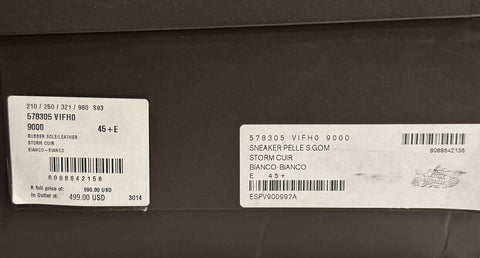 210 / 250 / 321 / 980 S93
578305 VIFH0
9000 45+E
RUBBER SOLE/LEATHER
STORM CUIR
BIANCO-BIANCO
8088642156
A full price of: 990.00 USD
In Outlet at: 499.00 USD 3014
578305 VIFH0 9000
SNEAKER PELLE S.GOM
STORM CUIR
BIANCO-BIANCO
E 45+
ESPV900997A
8088642156